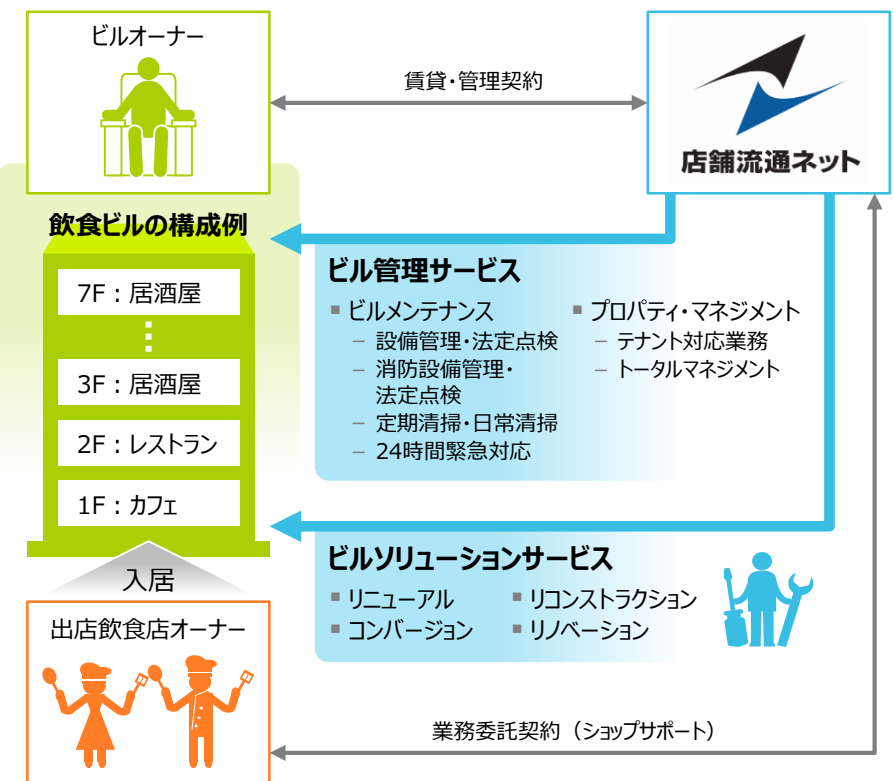 ビルオーナー
賃貸・管理契約
店舗流通ネット
飲食ビルの構成例
7F：居酒屋
3F：居酒屋
2F：レストラン
1F：カフェ
入居
出店飲食店オーナー
ビル管理サービス
ビルメンテナンス
－ 設備管理・法定点検
－ 消防設備管理・
法定点検
－ 定期清掃・日常清掃
－ 24時間緊急対応
プロパティ・マネジメント
－ テナント対応業務
－ トータルマネジメント
ビルソリューションサービス
リニューアル
コンバージョン
リコンストラクション
リノベーション
業務委託契約（ショップサポート）